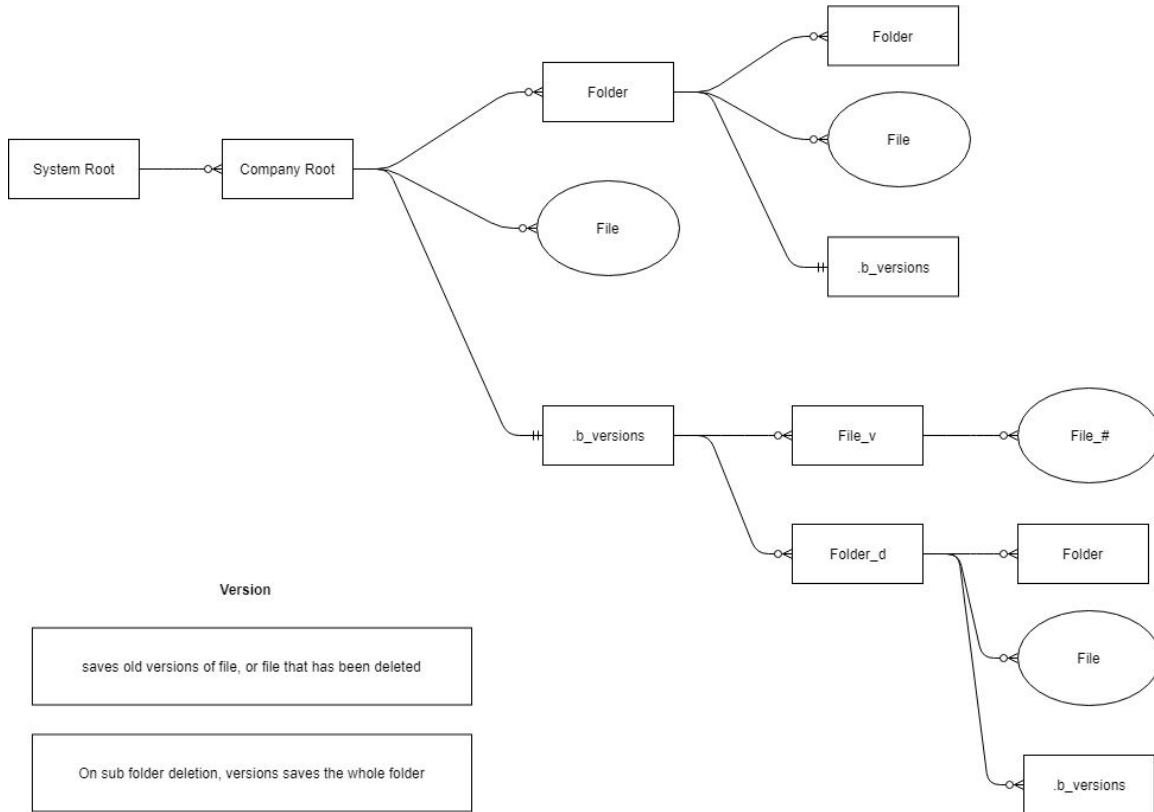 Folder
Folder
System Root
Company Root
File
File
.b_versions
.b_versions
File_v
File_#
Folder_d
Folder
Version
File
saves old versions of file, or file that has been deleted
On sub folder deletion, versions saves the whole folder
.b_versions